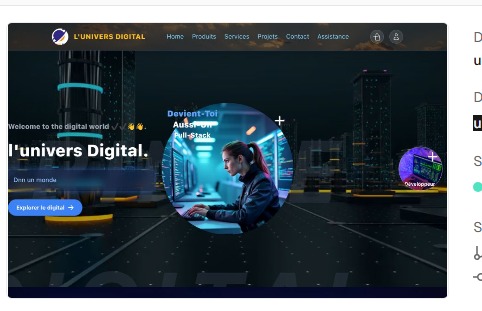 L'UNIVERS DIGITAL
Home Produits Services Projets Contact Assistance
Devient-Toi
Aussi Un
Full-Stack
Welcome to the digital world
l'univers Digital.
Dnn un monde
Explorer le digital →
Développeur
DIGITAL
D
u
D
u
S
S